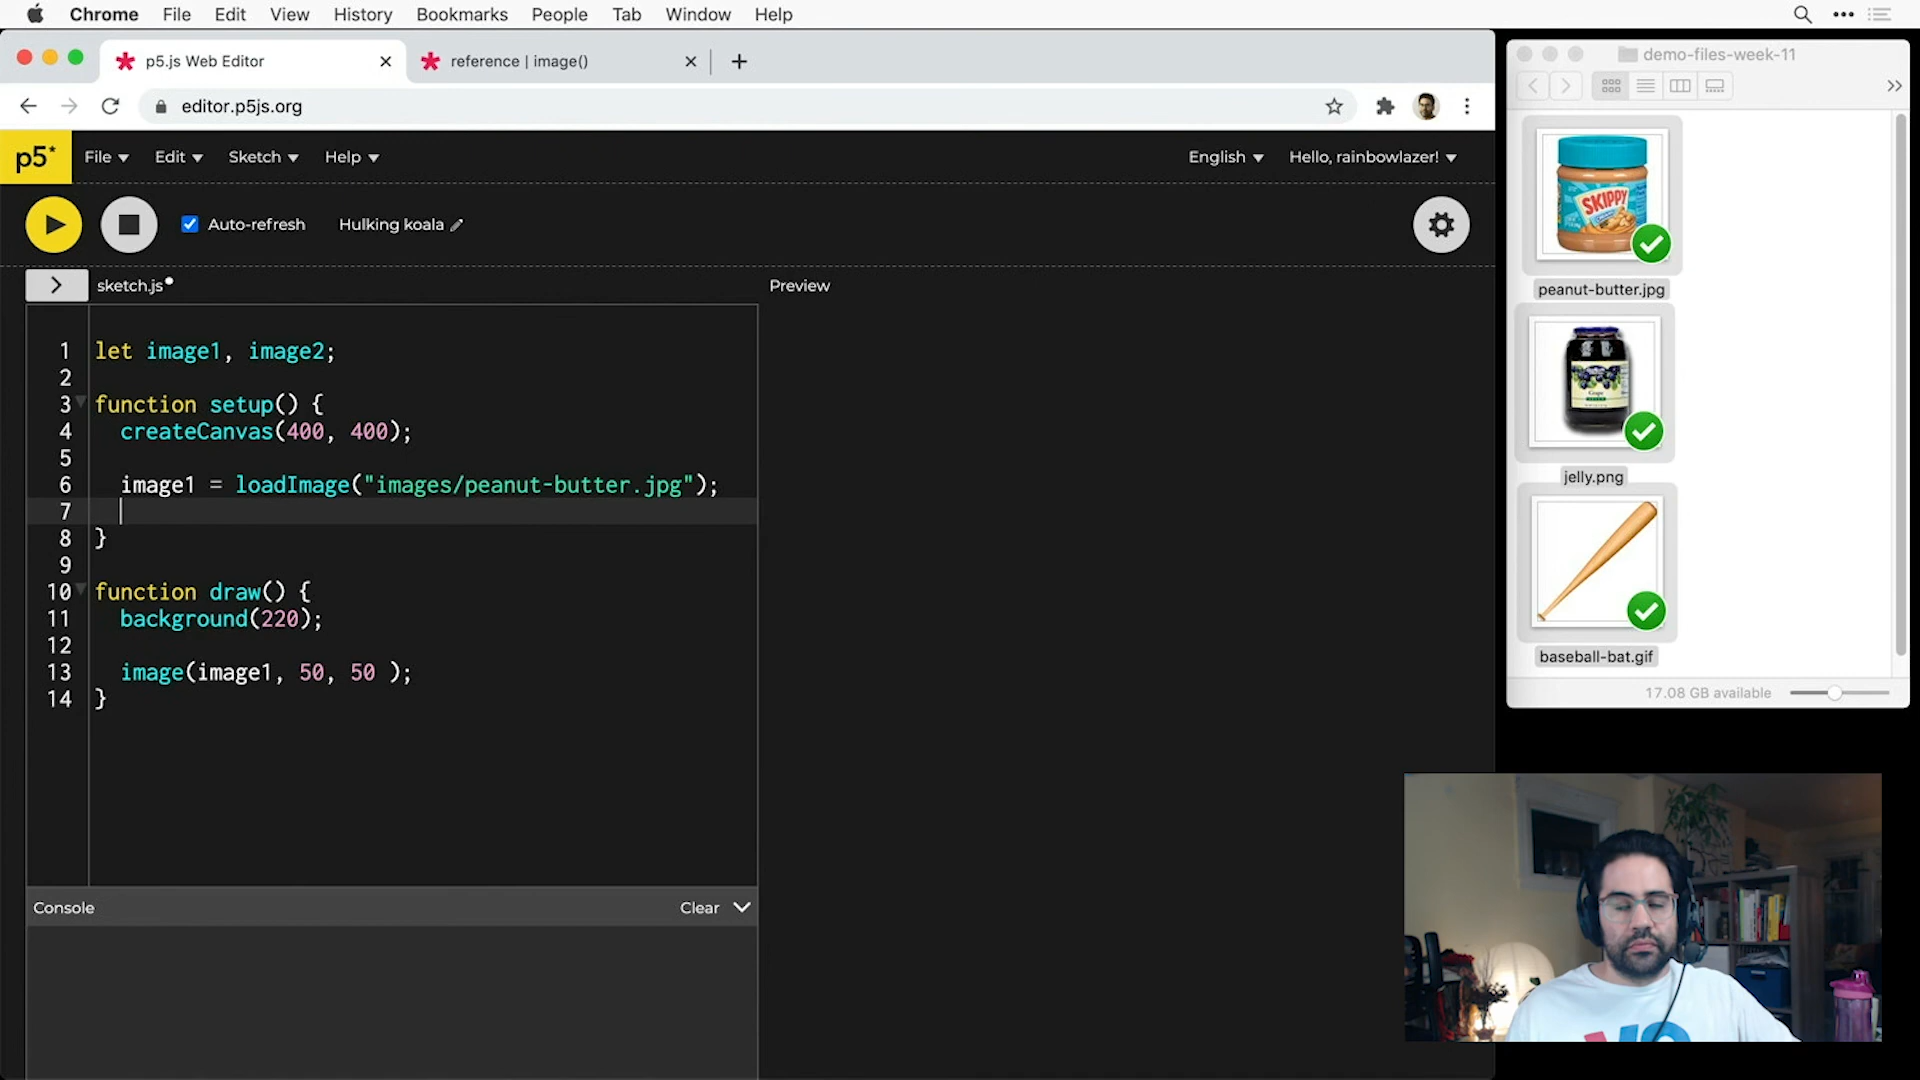 Chrome File Edit View History Bookmarks People Tab Window Help
p5.js Web Editor
reference | image()
editor.p5js.org
p5* File Edit Sketch Help
English Hello, rainbowlazer!
Auto-refresh Hulking koala
sketch.js
Preview
1 let image1, image2;
2
3 function setup() {
4 createCanvas(400, 400);
5
6 image1 = loadImage("images/peanut-butter.jpg");
7
8 }
9
10 function draw() {
11 background(220);
12
13 image(image1, 50, 50 );
14 }
Console Clear
demo-files-week-11
SKIPPY
peanut-butter.jpg
Grape
jelly.png
baseball-bat.gif
17.08 GB available